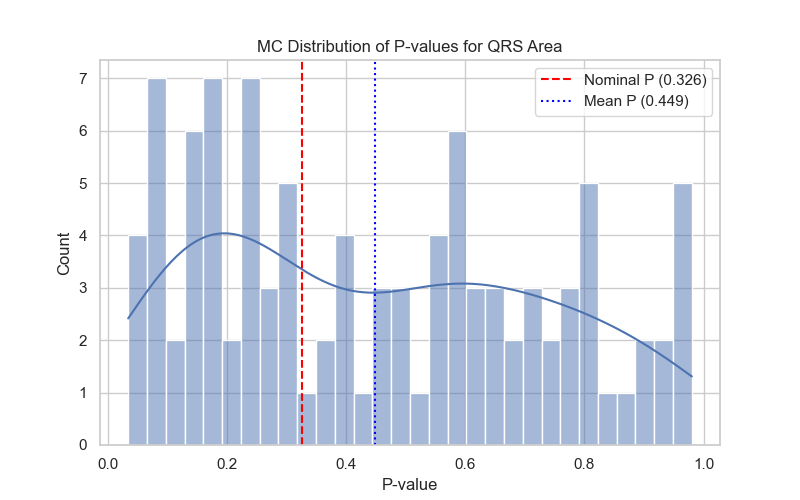 MC Distribution of P-values for QRS Area
Nominal P (0.326)
Mean P (0.449)
7
6
5
4
3
2
1
0
Count
0.0 0.2 0.4 0.6 0.8 1.0
P-value